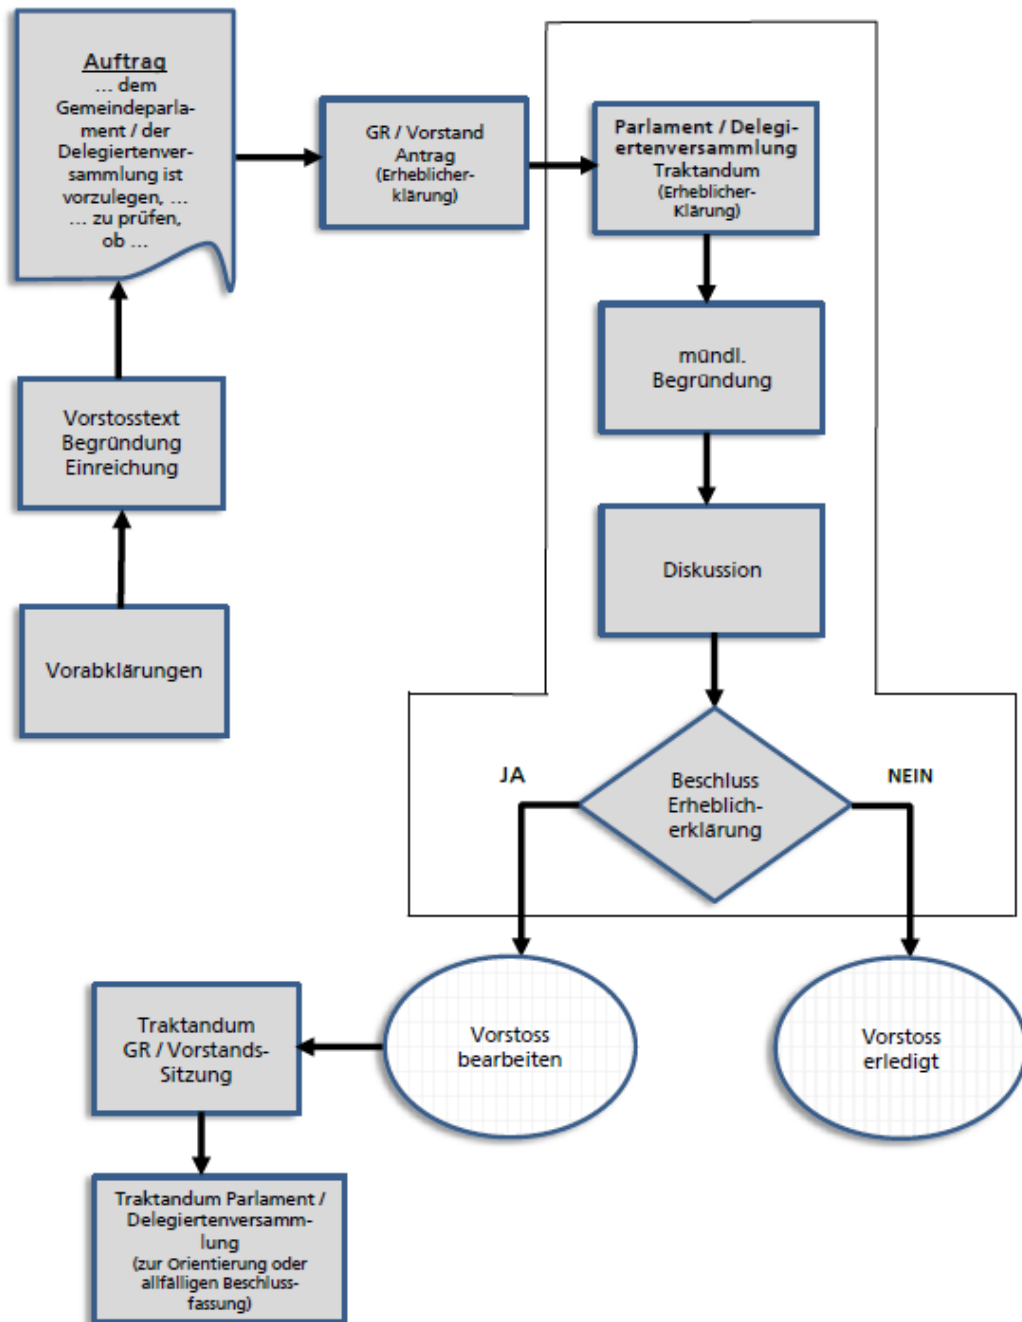 Auftrag
... dem
Gemeindeparla-
ment / der
Delegiertenver-
sammlung ist
vorzulegen, ...
... zu prüfen,
ob ...
GR / Vorstand
Antrag
(Erheblicher-
klärung)
Parlament / Delegi-
ertenversammlung
Traktandum
(Erheblicher-
Klärung)
mündl.
Begründung
Vorstosstext
Begründung
Einreichung
Diskussion
Vorabklärungen
JA
Beschluss
Erheblich-
erklärung
NEIN
Traktandum
GR / Vorstands-
Sitzung
Vorstoss
bearbeiten
Vorstoss
erledigt
Traktandum Parlament /
Delegiertenversamm-
lung
(zur Orientierung oder
allfälligen Beschluss-
fassung)